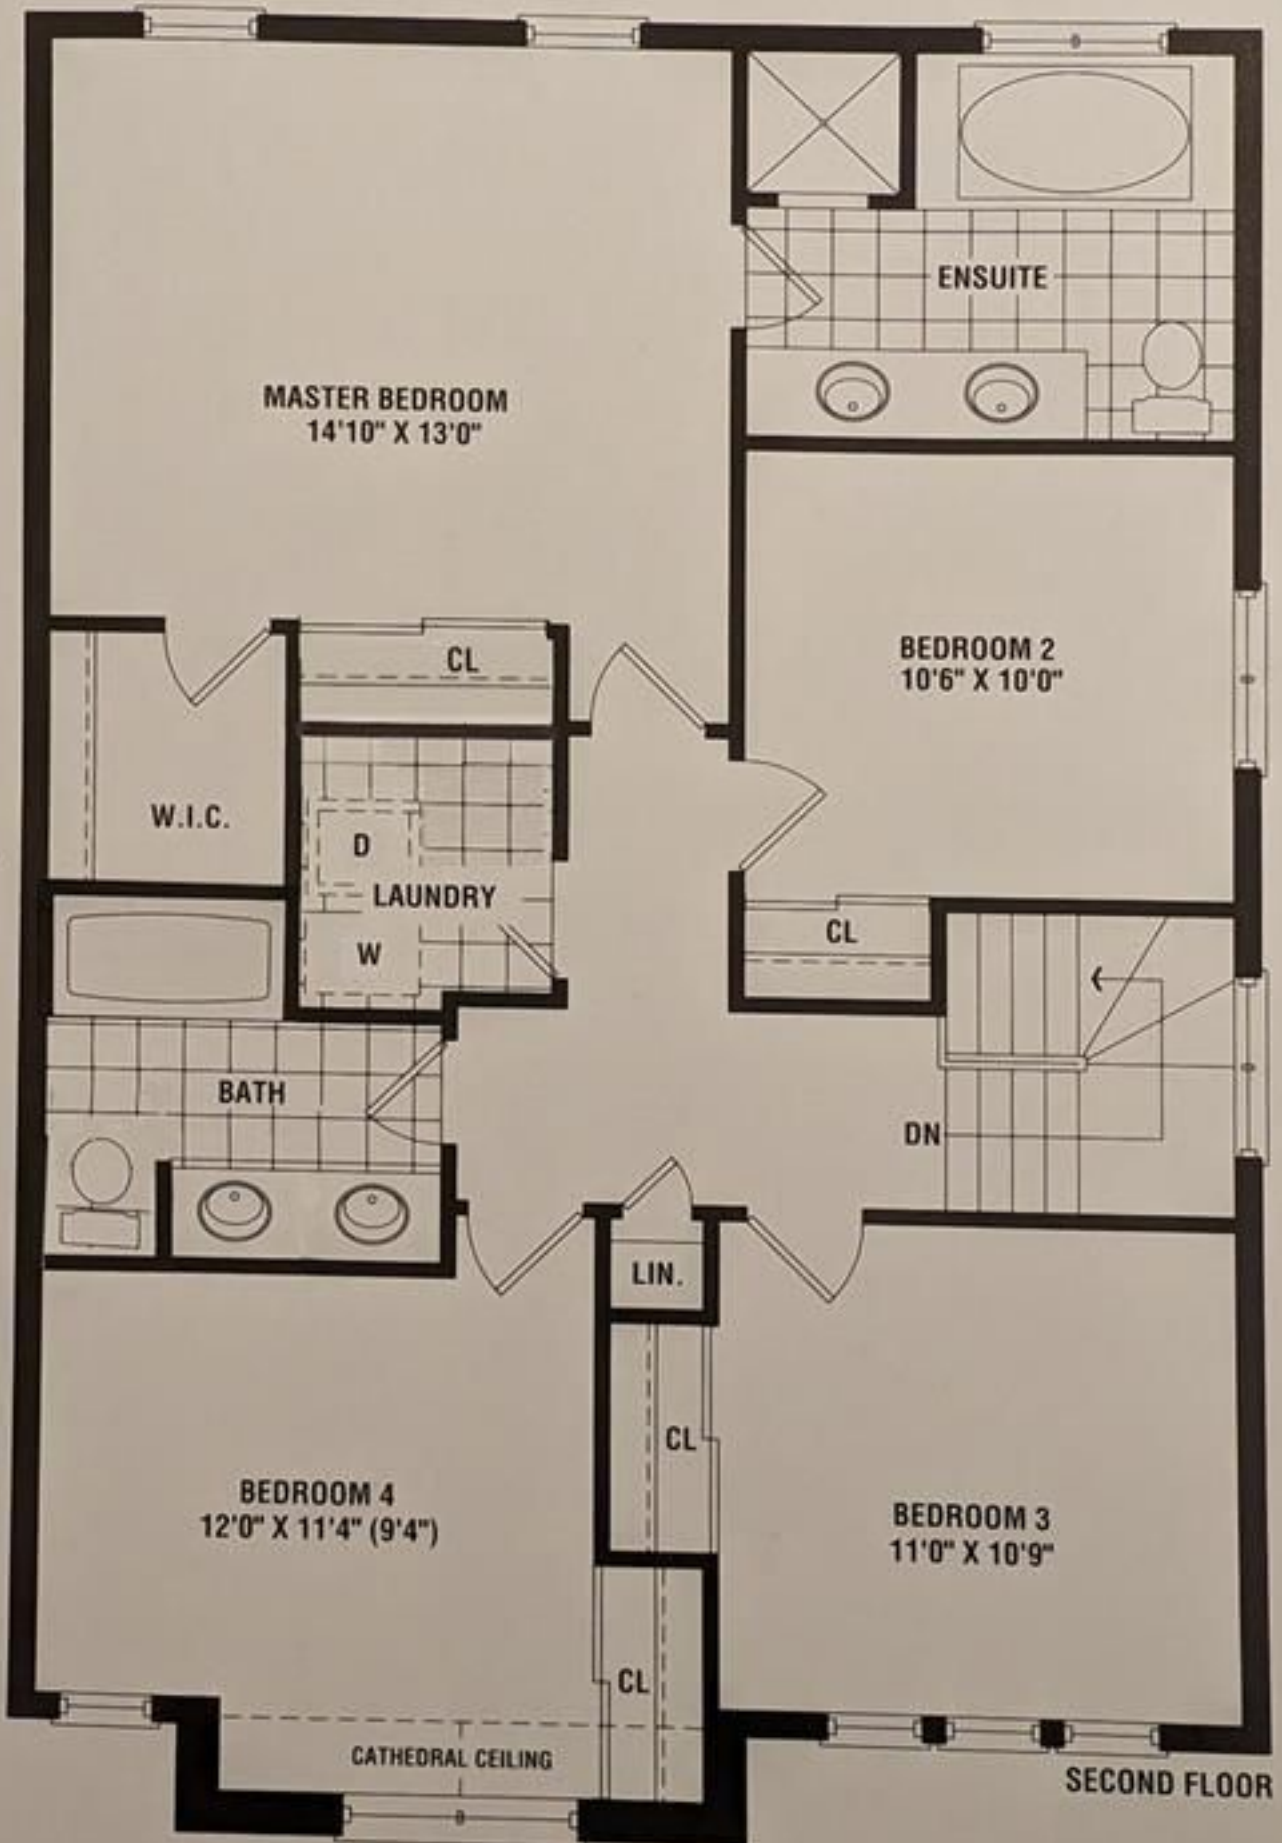 ENSUITE
MASTER BEDROOM
14'10" X 13'0"
BEDROOM 2
10'6" X 10'0"
CL
W.I.C.
D
LAUNDRY
W
CL
BATH
DN
LIN.
CL
BEDROOM 4
12'0" X 11'4" (9'4")
BEDROOM 3
11'0" X 10'9"
CL
CATHEDRAL CEILING
SECOND FLOOR